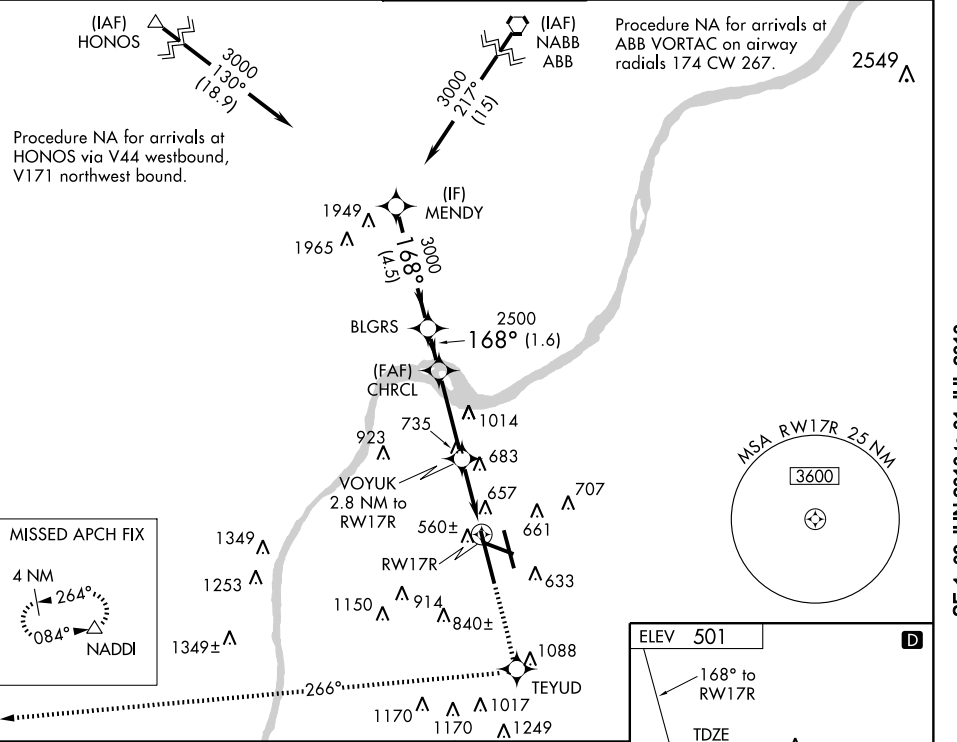 (IAF)
HONOS
3000
130°
(18.9)
(IAF)
NABB
ABB
3000
217°
(15)
Procedure NA for arrivals at
ABB VORTAC on airway
radials 174 CW 267.
2549
Procedure NA for arrivals at
HONOS via V44 westbound,
V171 northwest bound.
(IF)
MENDY
1949
1965
3000
168°
(4.5)
BLGRS
2500
168° (1.6)
(FAF)
CHRCL
1014
735
923
683
VOYUK
2.8 NM to
RW17R
657
707
661
560±
RW17R
633
MSA RW17R 25 NM
3600
MISSED APCH FIX
4 NM
264°
084°
NADDI
1349
1253
1349±
1150
914
840±
1088
TEYUD
266°
1170
1170
1017
1249
ELEV 501
D
168° to
RW17R
TDZE